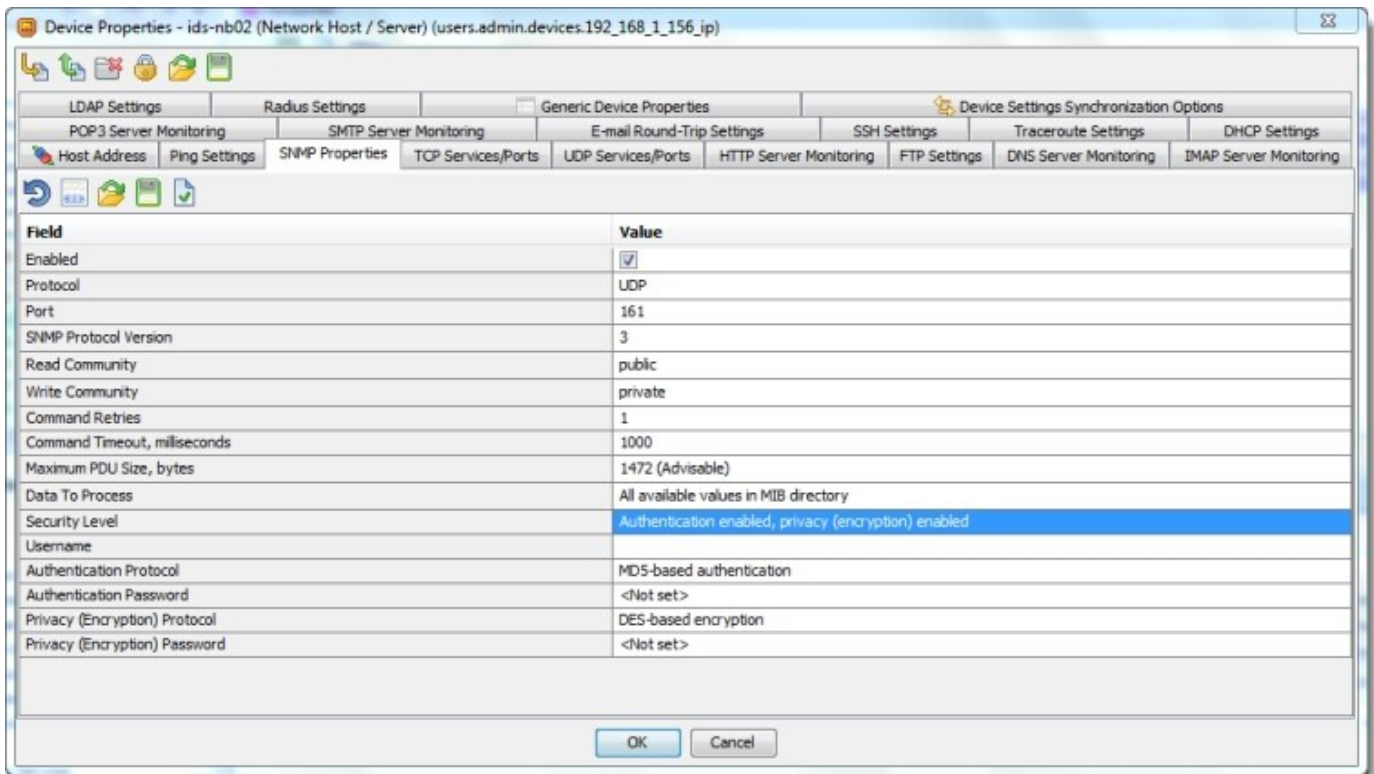 Device Properties - ids-nb02 (Network Host / Server) (users.admin.devices.192_168_1_156_ip)
LDAP Settings Radius Settings Generic Device Properties Device Settings Synchronization Options
POP3 Server Monitoring SMTP Server Monitoring E-mail Round-Trip Settings SSH Settings Traceroute Settings DHCP Settings
Host Address Ping Settings SNMP Properties TCP Services/Ports UDP Services/Ports HTTP Server Monitoring FTP Settings DNS Server Monitoring IMAP Server Monitoring
Field Value
Enabled
Protocol UDP
Port 161
SNMP Protocol Version 3
Read Community public
Write Community private
Command Retries 1
Command Timeout, milliseconds 1000
Maximum PDU Size, bytes 1472 (Advisable)
Data To Process All available values in MIB directory
Security Level Authentication enabled, privacy (encryption) enabled
Username
Authentication Protocol MD5-based authentication
Authentication Password <Not set>
Privacy (Encryption) Protocol DES-based encryption
Privacy (Encryption) Password <Not set>
OK Cancel